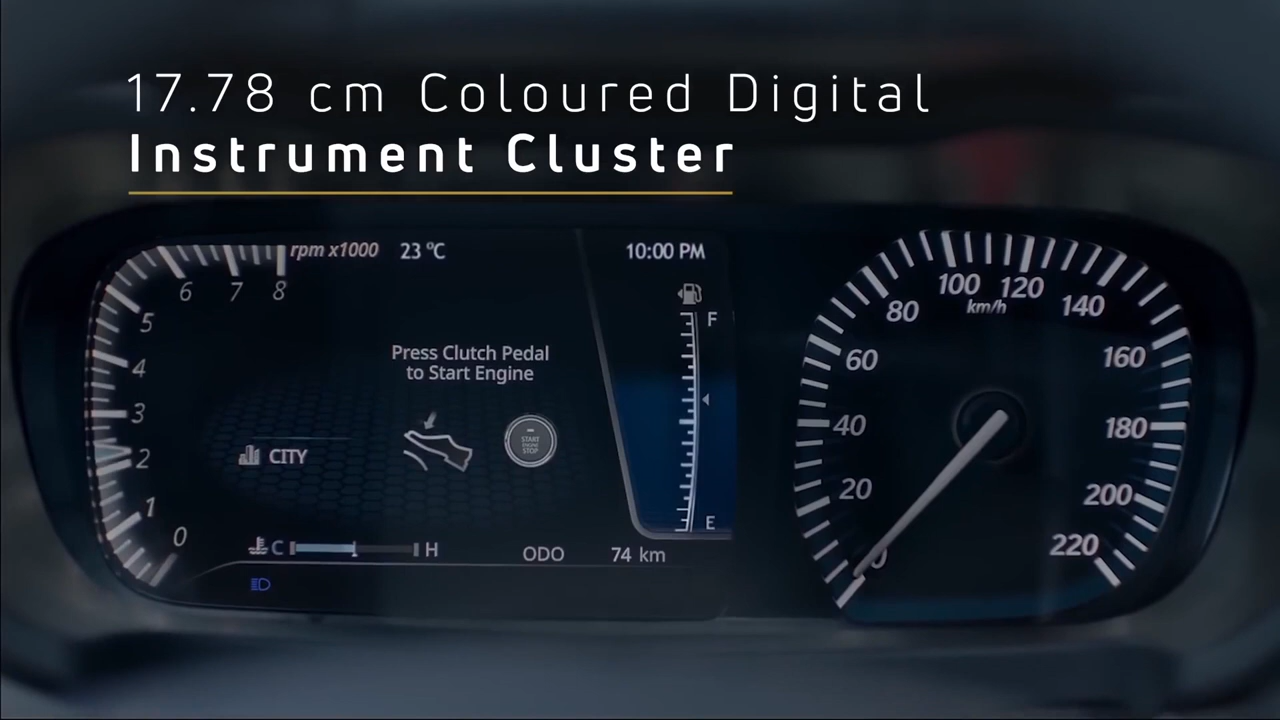 17.78 cm Coloured Digital
Instrument Cluster
rpm x1000
23 ºC
10:00 PM
6 7 8
5
4
3
2
1
0
F
Press Clutch Pedal
to Start Engine
START
ENGINE
STOP
CITY
E
C H
ODO 74 km
100 120
km/h
80 140
60 160
40 180
20 200
0 220